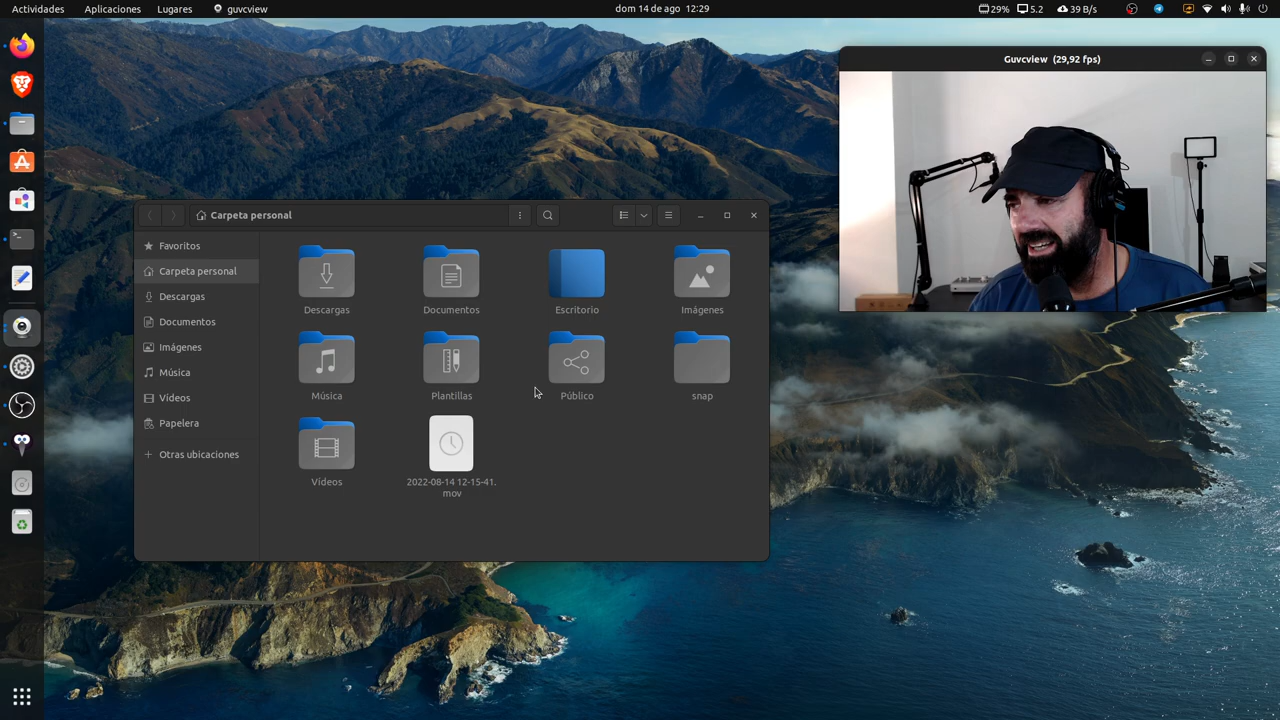 Actividades Aplicaciones Lugares guvcview dom 14 de ago 12:29 29% 5.2 39 B/s
Guvcview (29,92 fps)
Carpeta personal
Favoritos
Carpeta personal
Descargas
Documentos
Imágenes
Música
Vídeos
Papelera
Otras ubicaciones
Descargas Documentos Escritorio Imágenes
Música Plantillas Público snap
Vídeos 2022-08-14 12-15-41.
mov